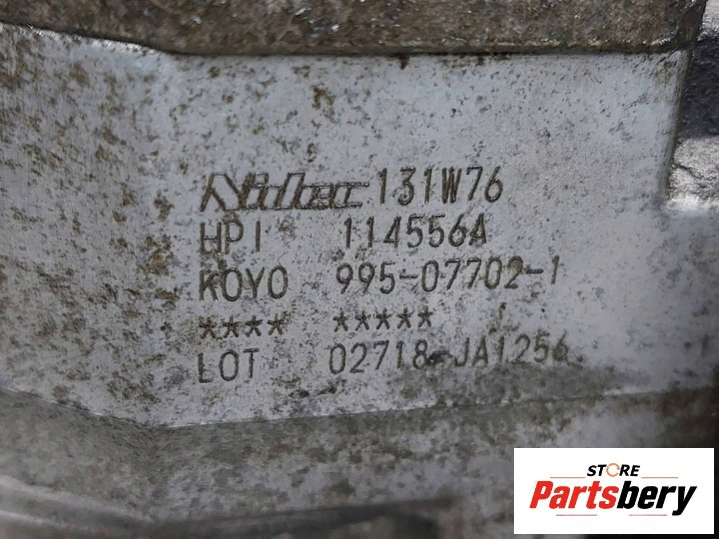 Nidec 131W76
HPI 114556A
KOYO 995-07702-1
**** *****
LOT 02718-JA1256
STORE
Partsbery